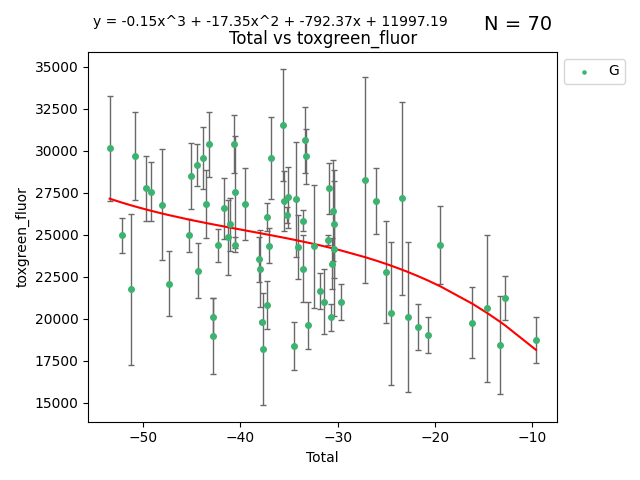 y = -0.15x^3 + -17.35x^2 + -792.37x + 11997.19
N = 70
Total vs toxgreen_fluor
G
35000
32500
30000
27500
25000
22500
20000
17500
15000
toxgreen_fluor
−50
−40
−30
−20
−10
Total